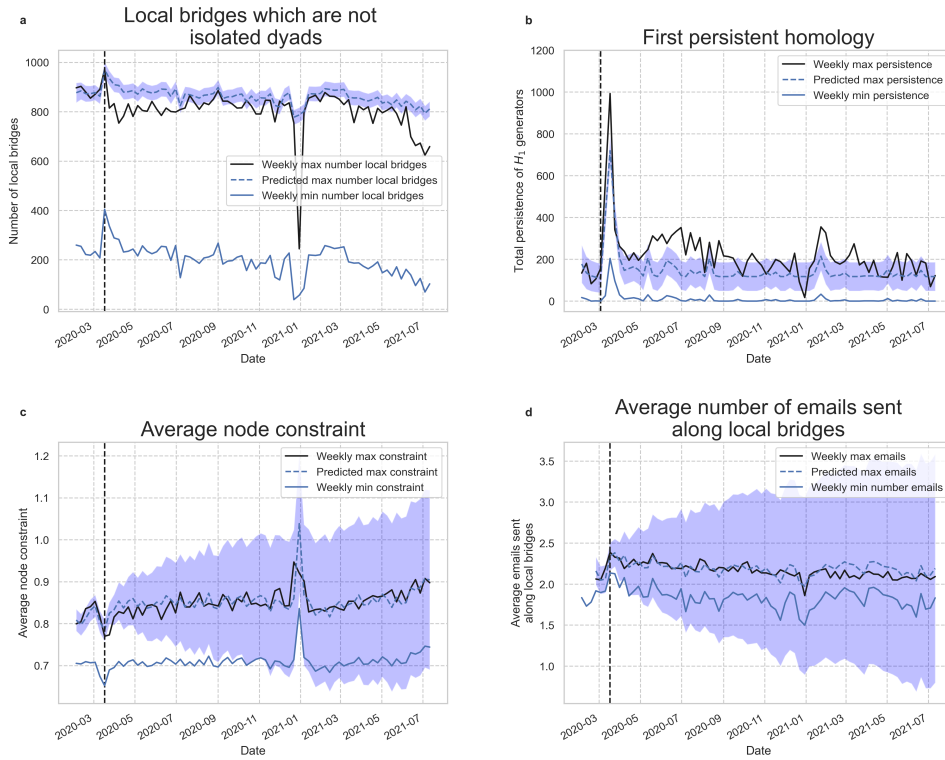 a
Local bridges which are not
isolated dyads
Number of local bridges
1000
800
600
400
200
0
Weekly max number local bridges
Predicted max number local bridges
Weekly min number local bridges
2020-03
2020-05
2020-07
2020-09
2020-11
2021-01
2021-03
2021-05
2021-07
Date
b
First persistent homology
Total persistence of H₁ generators
1200
1000
800
600
400
200
0
Weekly max persistence
Predicted max persistence
Weekly min persistence
2020-03
2020-05
2020-07
2020-09
2020-11
2021-01
2021-03
2021-05
2021-07
Date
c
Average node constraint
Average node constraint
1.2
1.1
1.0
0.9
0.8
0.7
Weekly max constraint
Predicted max constraint
Weekly min constraint
2020-03
2020-05
2020-07
2020-09
2020-11
2021-01
2021-03
2021-05
2021-07
Date
d
Average number of emails sent
along local bridges
Average emails sent
along local bridges
3.5
3.0
2.5
2.0
1.5
1.0
Weekly max emails
Predicted max emails
Weekly min number emails
2020-03
2020-05
2020-07
2020-09
2020-11
2021-01
2021-03
2021-05
2021-07
Date